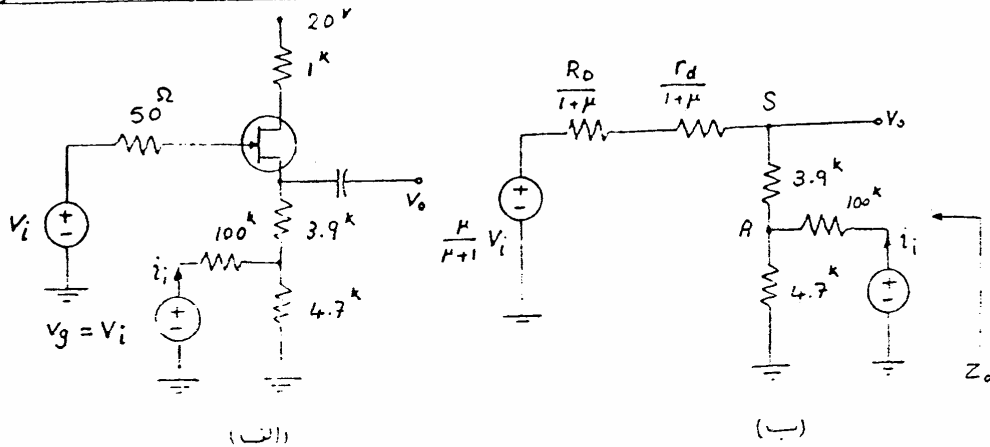 20v
1k
50Ω
Vi
+
-
Vo
3.9k
100k
ii
+
-
vg = Vi
4.7k
(الف)
RD/1+μ
rd/1+μ
S
Vo
3.9k
A
100k
ii
+
-
μ/μ+1 Vi
+
-
4.7k
Zo
(ب)